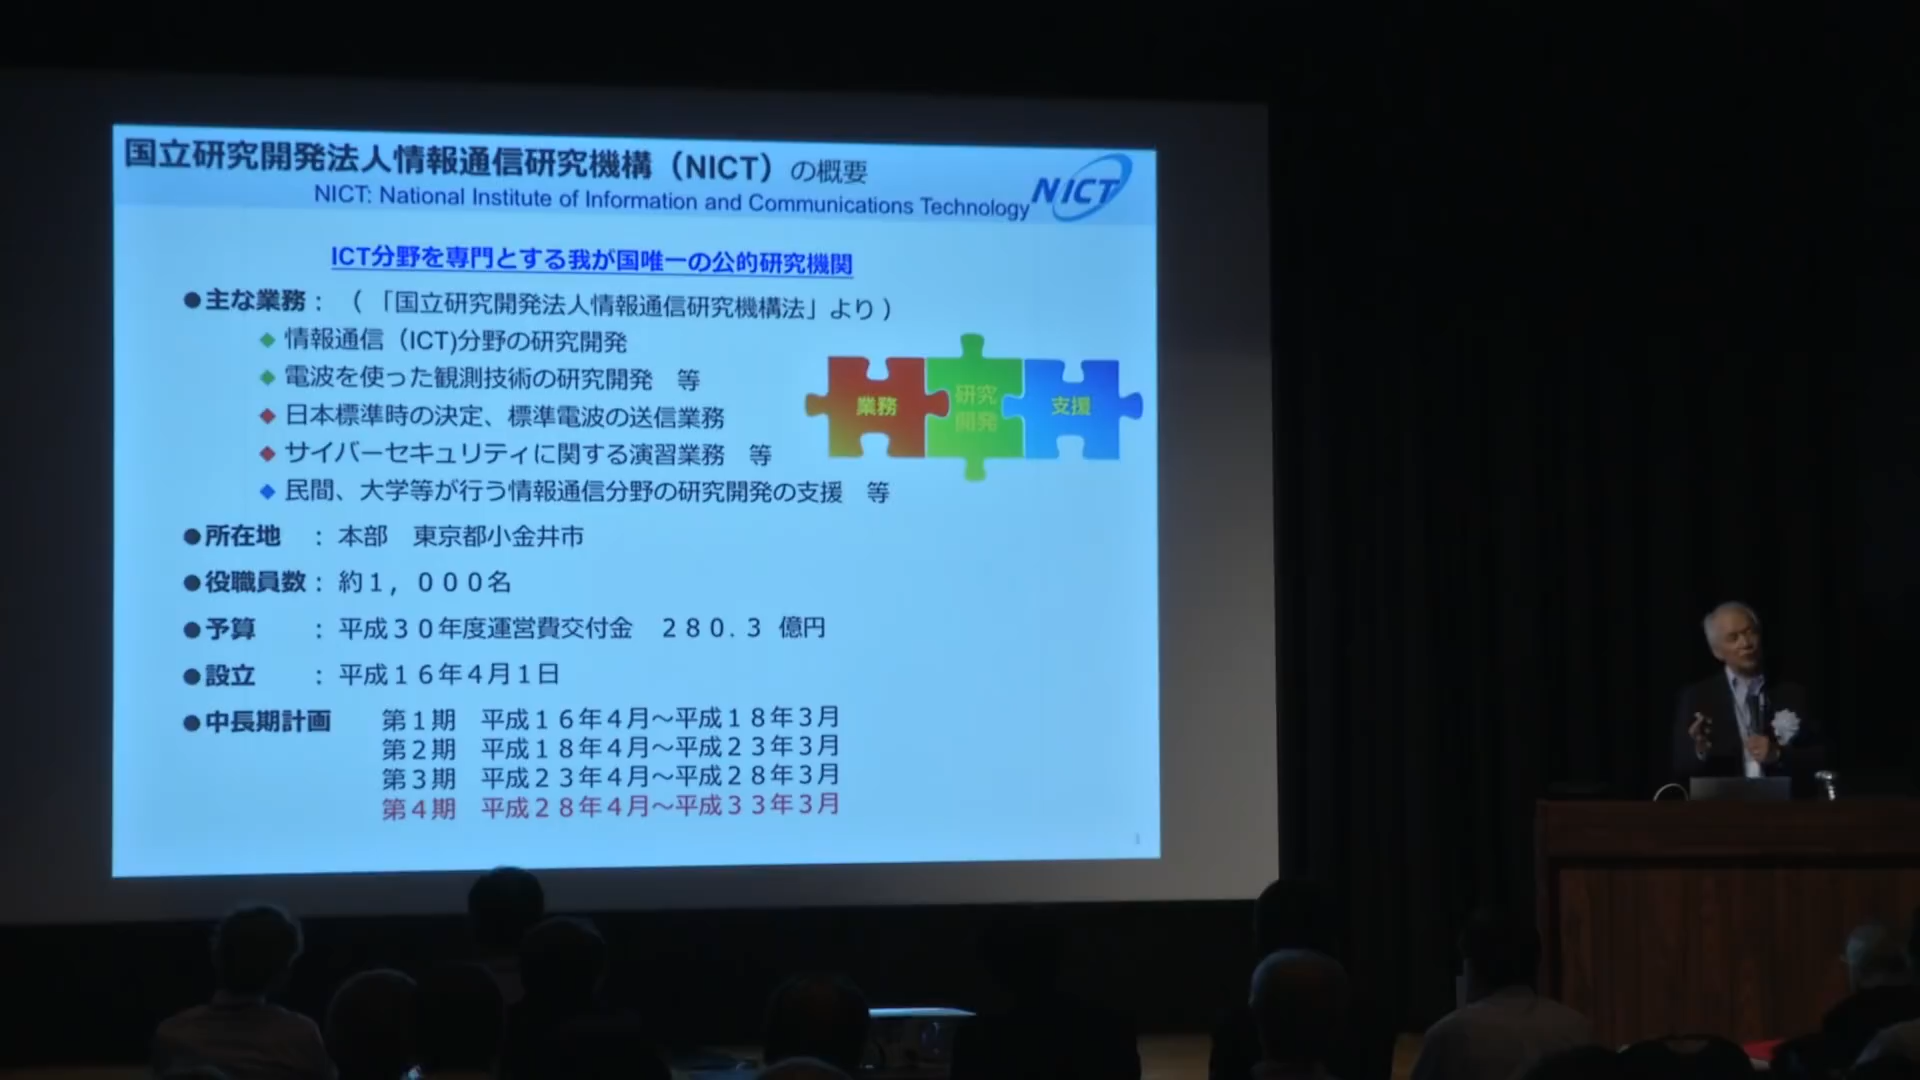 国立研究開発法人情報通信研究機構（NICT）の概要
NICT: National Institute of Information and Communications Technology
NICT
ICT分野を専門とする我が国唯一の公的研究機関
●主な業務：（「国立研究開発法人情報通信研究機構法」より）
◆ 情報通信（ICT)分野の研究開発
◆ 電波を使った観測技術の研究開発　等
◆ 日本標準時の決定、標準電波の送信業務
◆ サイバーセキュリティに関する演習業務　等
◆ 民間、大学等が行う情報通信分野の研究開発の支援　等
業務
研究
開発
支援
●所在地　：本部　東京都小金井市
●役職員数：約１，０００名
●予算　　：平成３０年度運営費交付金　２８０．３ 億円
●設立　　：平成１６年４月１日
●中長期計画　第１期　平成１６年４月～平成１８年３月
第２期　平成１８年４月～平成２３年３月
第３期　平成２３年４月～平成２８年３月
第４期　平成２８年４月～平成３３年３月